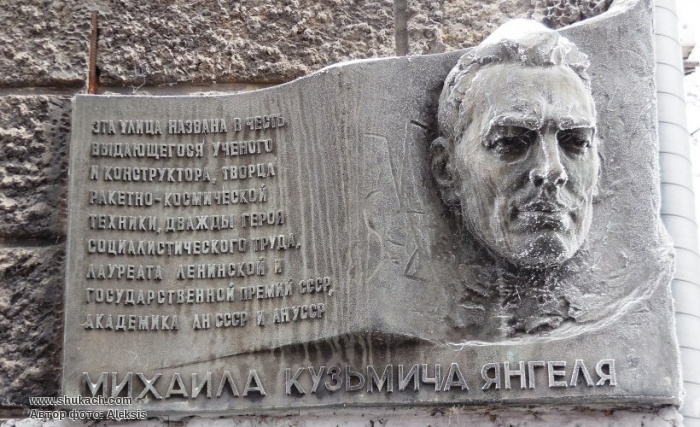 ЭТА УЛИЦА НАЗВАНА В ЧЕСТЬ
ВЫДАЮЩЕГОСЯ УЧЕНОГО
И КОНСТРУКТОРА, ТВОРЦА
РАКЕТНО-КОСМИЧЕСКОЙ
ТЕХНИКИ, ДВАЖДЫ ГЕРОЯ
СОЦИАЛИСТИЧЕСКОГО ТРУДА,
ЛАУРЕАТА ЛЕНИНСКОЙ И
ГОСУДАРСТВЕННОЙ ПРЕМИЙ СССР,
АКАДЕМИКА АН СССР И АН УССР
МИХАИЛА КУЗЬМИЧА ЯНГЕЛЯ
www.shukach.com
Автор фото: Aleksis